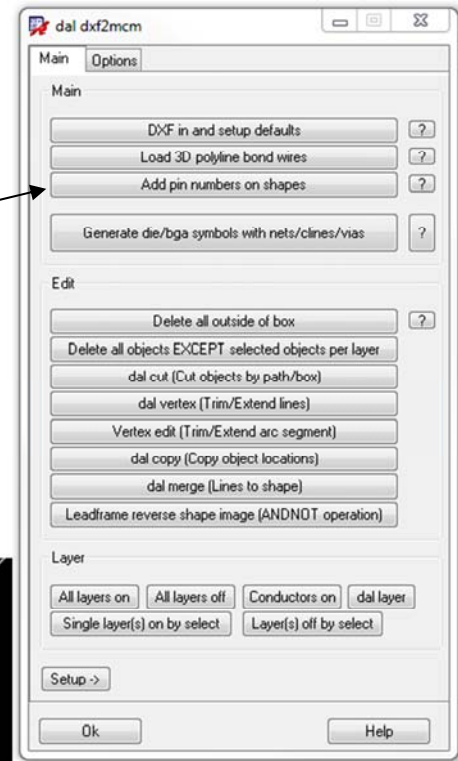 dal dxf2mcm
Main Options
Main
DXF in and setup defaults ?
Load 3D polyline bond wires ?
Add pin numbers on shapes ?
Generate die/bga symbols with nets/clines/vias ?
Edit
Delete all outside of box ?
Delete all objects EXCEPT selected objects per layer
dal cut (Cut objects by path/box)
dal vertex (Trim/Extend lines)
Vertex edit (Trim/Extend arc segment)
dal copy (Copy object locations)
dal merge (Lines to shape)
Leadframe reverse shape image (ANDNOT operation)
Layer
All layers on All layers off Conductors on dal layer
Single layer(s) on by select Layer(s) off by select
Setup ->
Ok Help